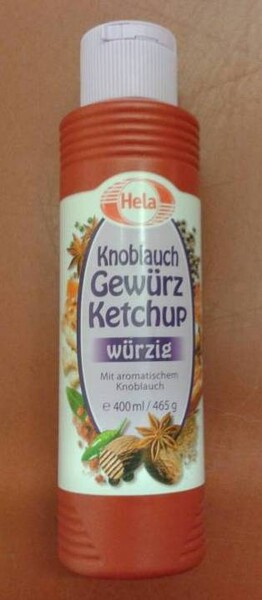 Hela
Knoblauch
Gewürz
Ketchup
würzig
Mit aromatischem
Knoblauch
℮ 400 ml / 465 g